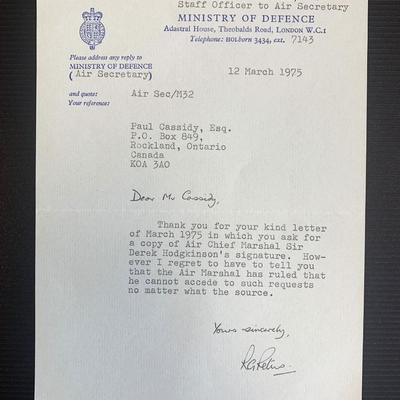 Staff Officer to Air Secretary
MINISTRY OF DEFENCE
Adastral House, Theobalds Road, LONDON W.C.1
Telephone: HOLborn 3434, ext. 7143
Please address any reply to
MINISTRY OF DEFENCE
( Air Secretary)
12 March 1975
and quote: Air Sec/M32
Your reference:
Paul Cassidy, Esq.
P.O. Box 849,
Rockland, Ontario
Canada
KOA 3AO
Dear Mr Cassidy,
Thank you for your kind letter
of March 1975 in which you ask for
a copy of Air Chief Marshal Sir
Derek Hodgkinson's signature. How-
ever I regret to have to tell you
that the Air Marshal has ruled that
he cannot accede to such requests
no matter what the source.
Yours sincerely,